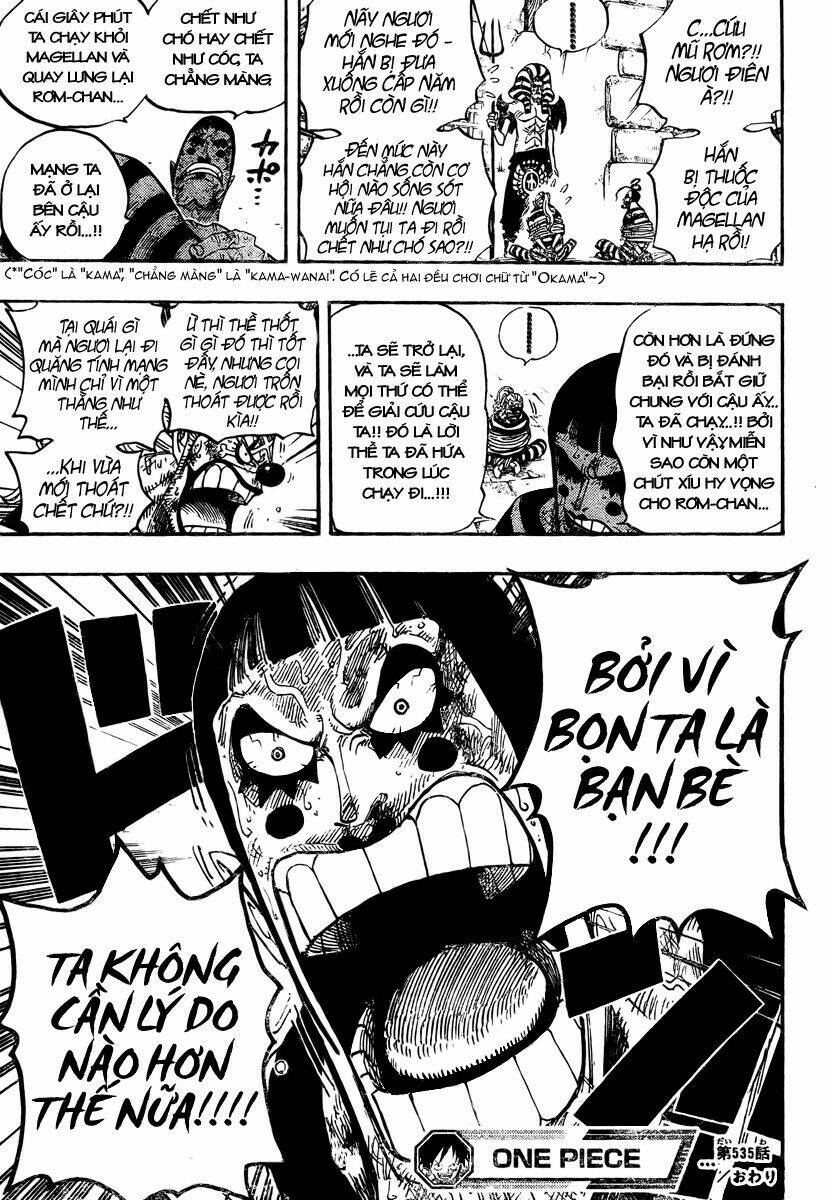 C...CỨU
MŨ RƠM?!!
NGƯƠI ĐIÊN
À?!!
HẮN
BỊ THUỐC
ĐỘC CỦA
MAGELLAN
HẠ RỒI!
NÃY NGƯƠI
MỚI NGHE ĐÓ -
HẮN BỊ ĐƯA
XUỐNG CẤP NĂM
RỒI CÒN GÌ!!
ĐẾN MỨC NÀY
HẮN CHẲNG CÒN CƠ
HỘI NÀO SỐNG SÓT
NỮA ĐÂU!! NGƯƠI
MUỐN TUI TA ĐI RỒI
CHẾT NHƯ CHÓ SAO?!!
CHẾT NHƯ
CHÓ HAY CHẾT
NHƯ CÓC, TA
CHẲNG MÀNG
CÁI GIÂY PHÚT
TA CHẠY KHỎI
MAGELLAN VÀ
QUAY LƯNG LẠI
RƠM-CHAN...
MẠNG TA
ĐÃ Ở LẠI
BÊN CẬU
ẤY RỒI...!!
(*"CÓC" LÀ "KAMA", "CHẲNG MÀNG" LÀ "KAMA-WANAI". CÓ LẼ CẢ HAI ĐỀU CHƠI CHỮ TỪ "OKAMA"~)
CÒN HƠN LÀ ĐỨNG
ĐÓ VÀ BỊ ĐÁNH
BẠI RỒI BẮT GIỮ
CHUNG VỚI CẬU ẤY...
TA ĐÃ CHẠY...!! BỞI
VÌ NHƯ VẬY, MIỄN
SAO CÒN MỘT
CHÚT XÍU HY VỌNG
CHO RƠM-CHAN...
...TA SẼ TRỞ LẠI,
VÀ TA SẼ LÀM
MỌI THỨ CÓ THỂ
ĐỂ GIẢI CỨU CẬU
TA!! ĐÓ LÀ LỜI
THỀ TA ĐÃ HỨA
TRONG LÚC
CHẠY ĐI...!!!
Ừ THÌ THỀ THỐT
GÌ GÌ ĐÓ THÌ TỐT
ĐẤY, NHƯNG COI
NÈ, NGƯƠI TRỐN
THOÁT ĐƯỢC RỒI
KÌA!!
TẠI QUÁI GÌ
MÀ NGƯƠI LẠI ĐI
QUĂNG TÍNH MẠNG
MÌNH CHỈ VÌ MỘT
THẰNG NHƯ
THẾ...
...KHI VỪA
MỚI THOÁT
CHẾT CHỨ?!!
BỞI VÌ
BỌN TA LÀ
BẠN BÈ
!!!
TA KHÔNG
CẦN LÝ DO
NÀO HƠN
THẾ NỮA!!!!
ONE PIECE
第535話
おわり